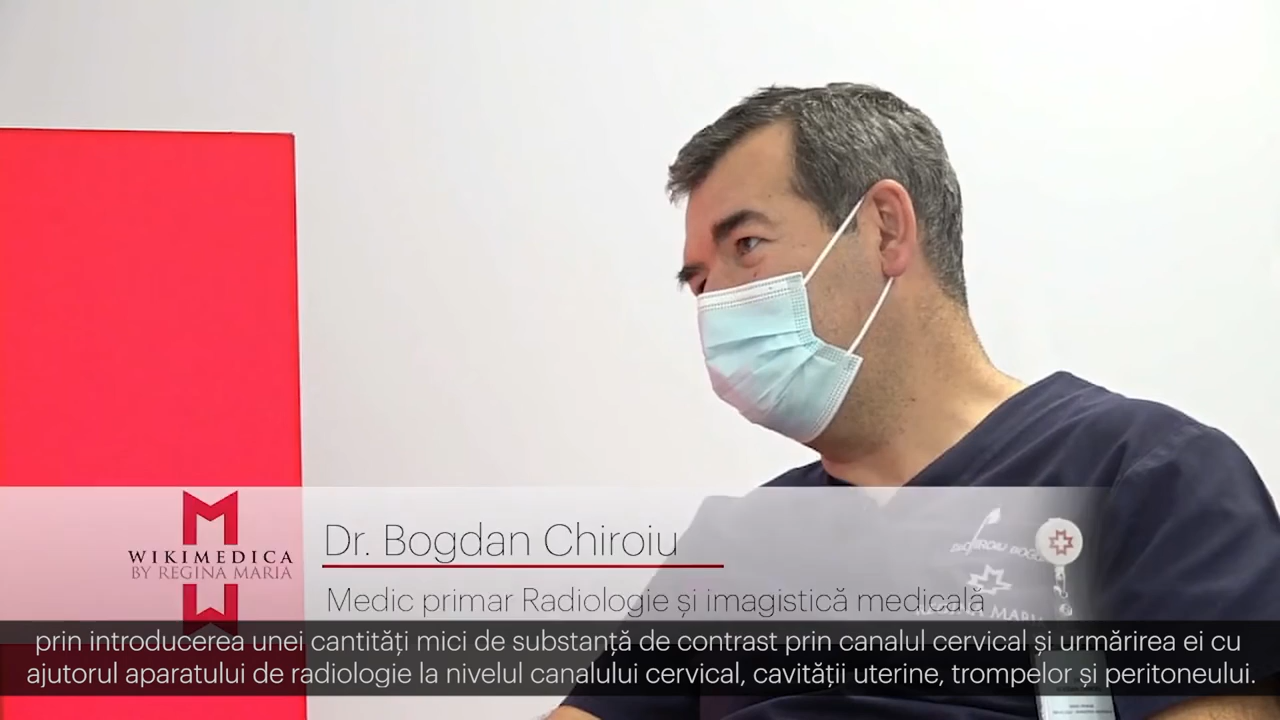 Dr. Bogdan Chiroiu
WIKIMEDICA
BY REGINA MARIA
Medic primar Radiologie și imagistică medicală
prin introducerea unei cantități mici de substanță de contrast prin canalul cervical și urmărirea ei cu
ajutorul aparatului de radiologie la nivelul canalului cervical, cavității uterine, trompelor și peritoneului.